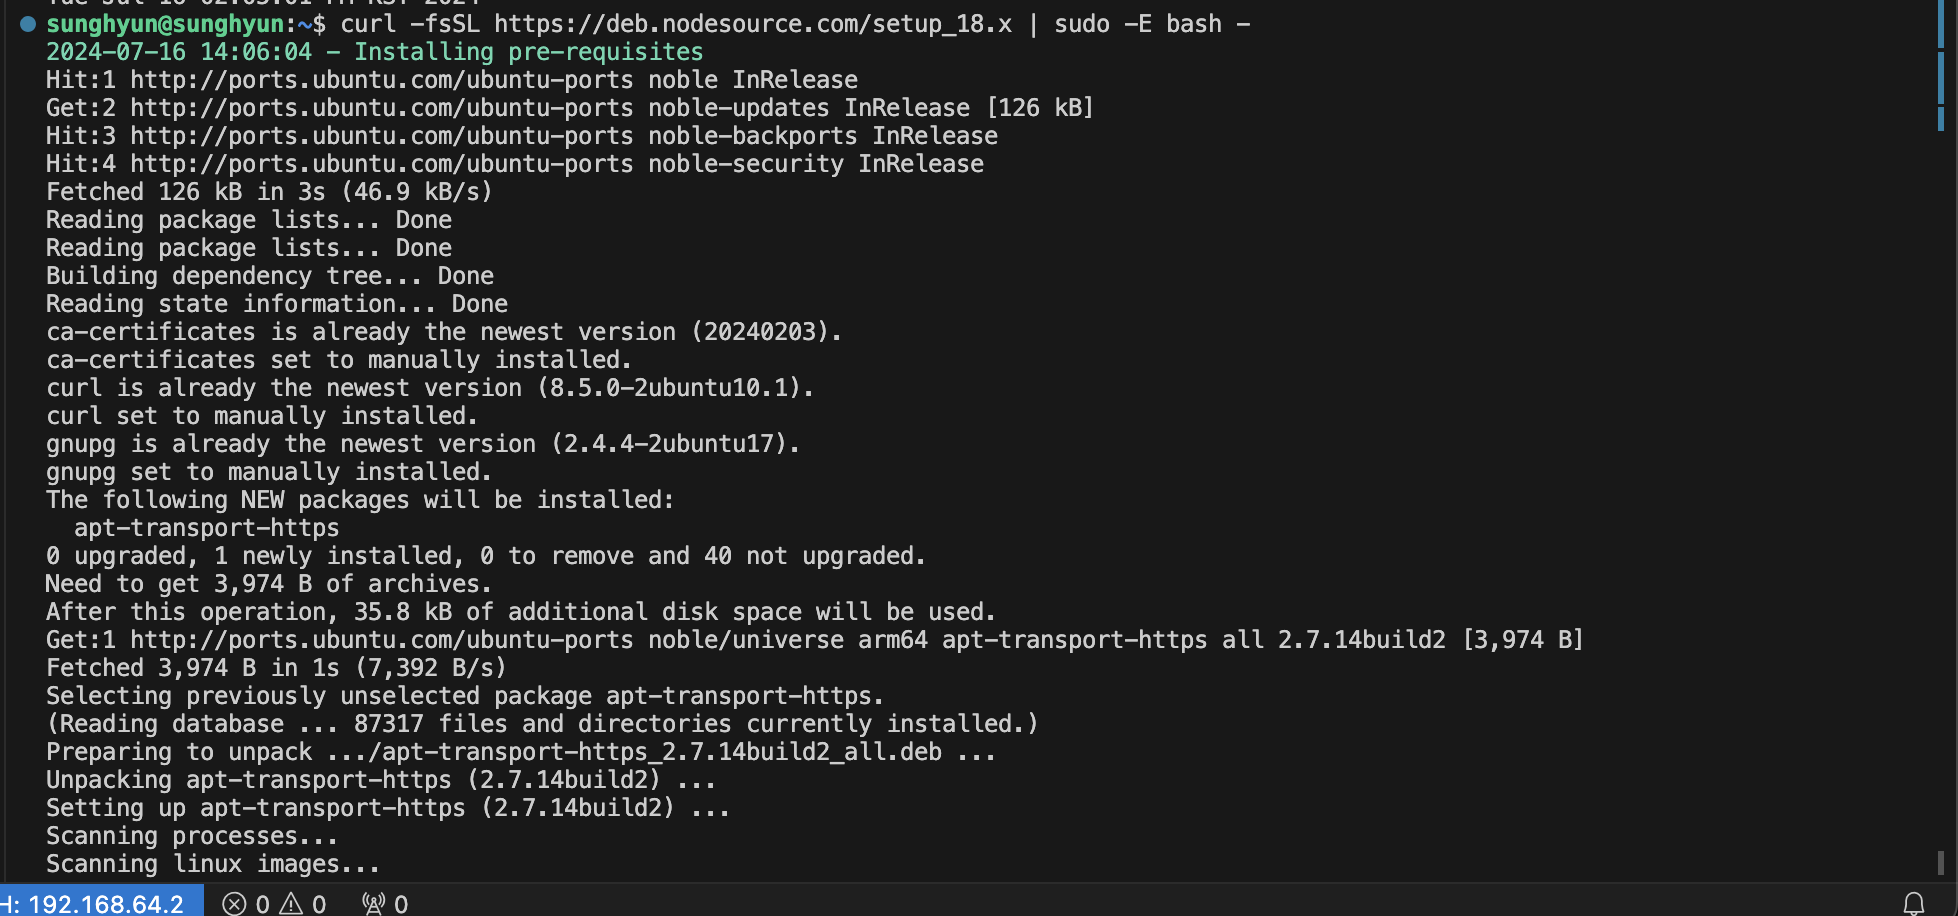 sunghyun@sunghyun:~$ curl -fsSL https://deb.nodesource.com/setup_18.x | sudo -E bash -
2024-07-16 14:06:04 - Installing pre-requisites
Hit:1 http://ports.ubuntu.com/ubuntu-ports noble InRelease
Get:2 http://ports.ubuntu.com/ubuntu-ports noble-updates InRelease [126 kB]
Hit:3 http://ports.ubuntu.com/ubuntu-ports noble-backports InRelease
Hit:4 http://ports.ubuntu.com/ubuntu-ports noble-security InRelease
Fetched 126 kB in 3s (46.9 kB/s)
Reading package lists... Done
Reading package lists... Done
Building dependency tree... Done
Reading state information... Done
ca-certificates is already the newest version (20240203).
ca-certificates set to manually installed.
curl is already the newest version (8.5.0-2ubuntu10.1).
curl set to manually installed.
gnupg is already the newest version (2.4.4-2ubuntu17).
gnupg set to manually installed.
The following NEW packages will be installed:
  apt-transport-https
0 upgraded, 1 newly installed, 0 to remove and 40 not upgraded.
Need to get 3,974 B of archives.
After this operation, 35.8 kB of additional disk space will be used.
Get:1 http://ports.ubuntu.com/ubuntu-ports noble/universe arm64 apt-transport-https all 2.7.14build2 [3,974 B]
Fetched 3,974 B in 1s (7,392 B/s)
Selecting previously unselected package apt-transport-https.
(Reading database ... 87317 files and directories currently installed.)
Preparing to unpack .../apt-transport-https_2.7.14build2_all.deb ...
Unpacking apt-transport-https (2.7.14build2) ...
Setting up apt-transport-https (2.7.14build2) ...
Scanning processes...
Scanning linux images...
H: 192.168.64.2 0 0 0